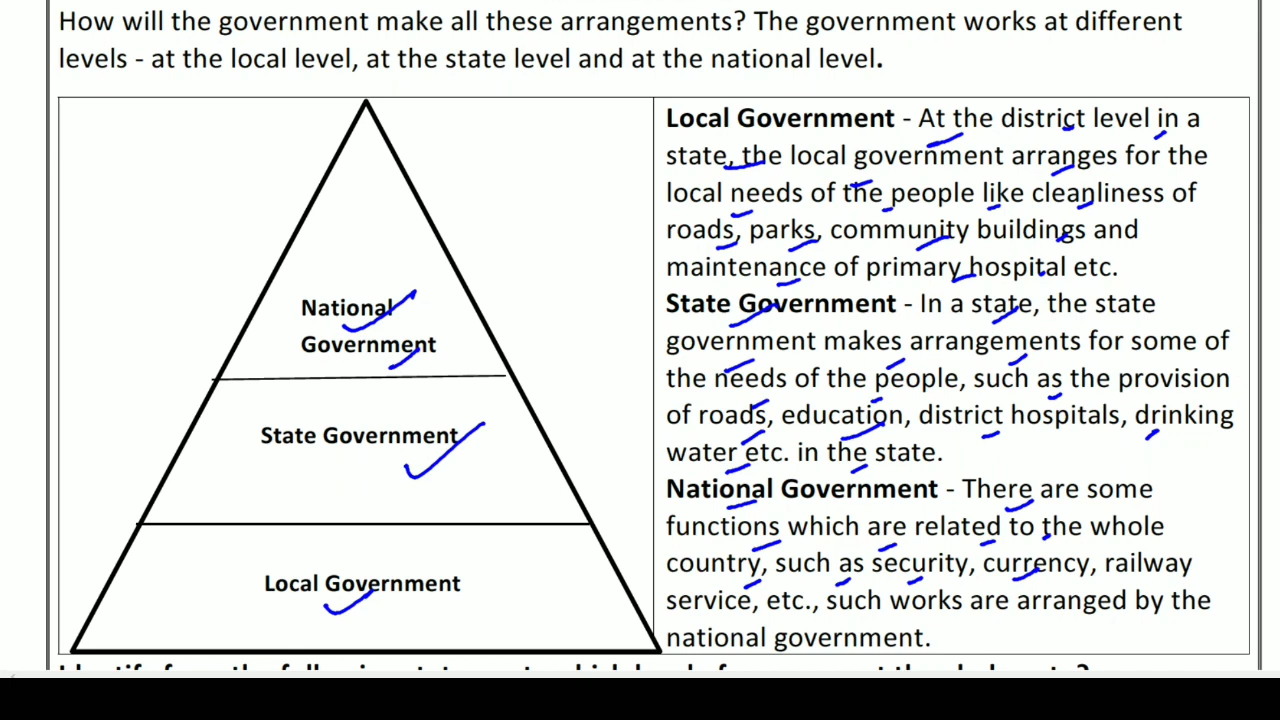 How will the government make all these arrangements? The government works at different
levels - at the local level, at the state level and at the national level.
National
Government
State Government
Local Government
Local Government - At the district level in a
state, the local government arranges for the
local needs of the people like cleanliness of
roads, parks, community buildings and
maintenance of primary hospital etc.
State Government - In a state, the state
government makes arrangements for some of
the needs of the people, such as the provision
of roads, education, district hospitals, drinking
water etc. in the state.
National Government - There are some
functions which are related to the whole
country, such as security, currency, railway
service, etc., such works are arranged by the
national government.